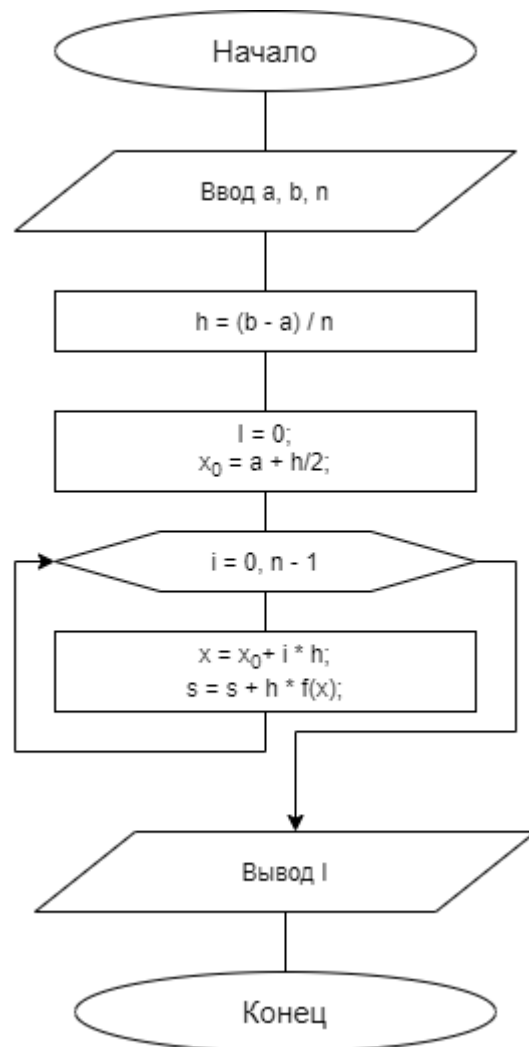 Начало
Ввод a, b, n
h = (b - a) / n
I = 0;
x₀ = a + h/2;
i = 0, n - 1
x = x₀+ i * h;
s = s + h * f(x);
Вывод I
Конец